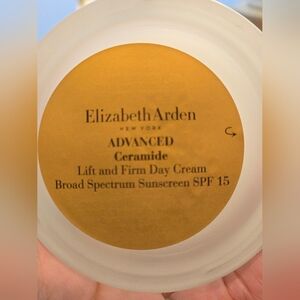 Elizabeth Arden
NEW YORK
ADVANCED
Ceramide
Lift and Firm Day Cream
Broad Spectrum Sunscreen SPF 15